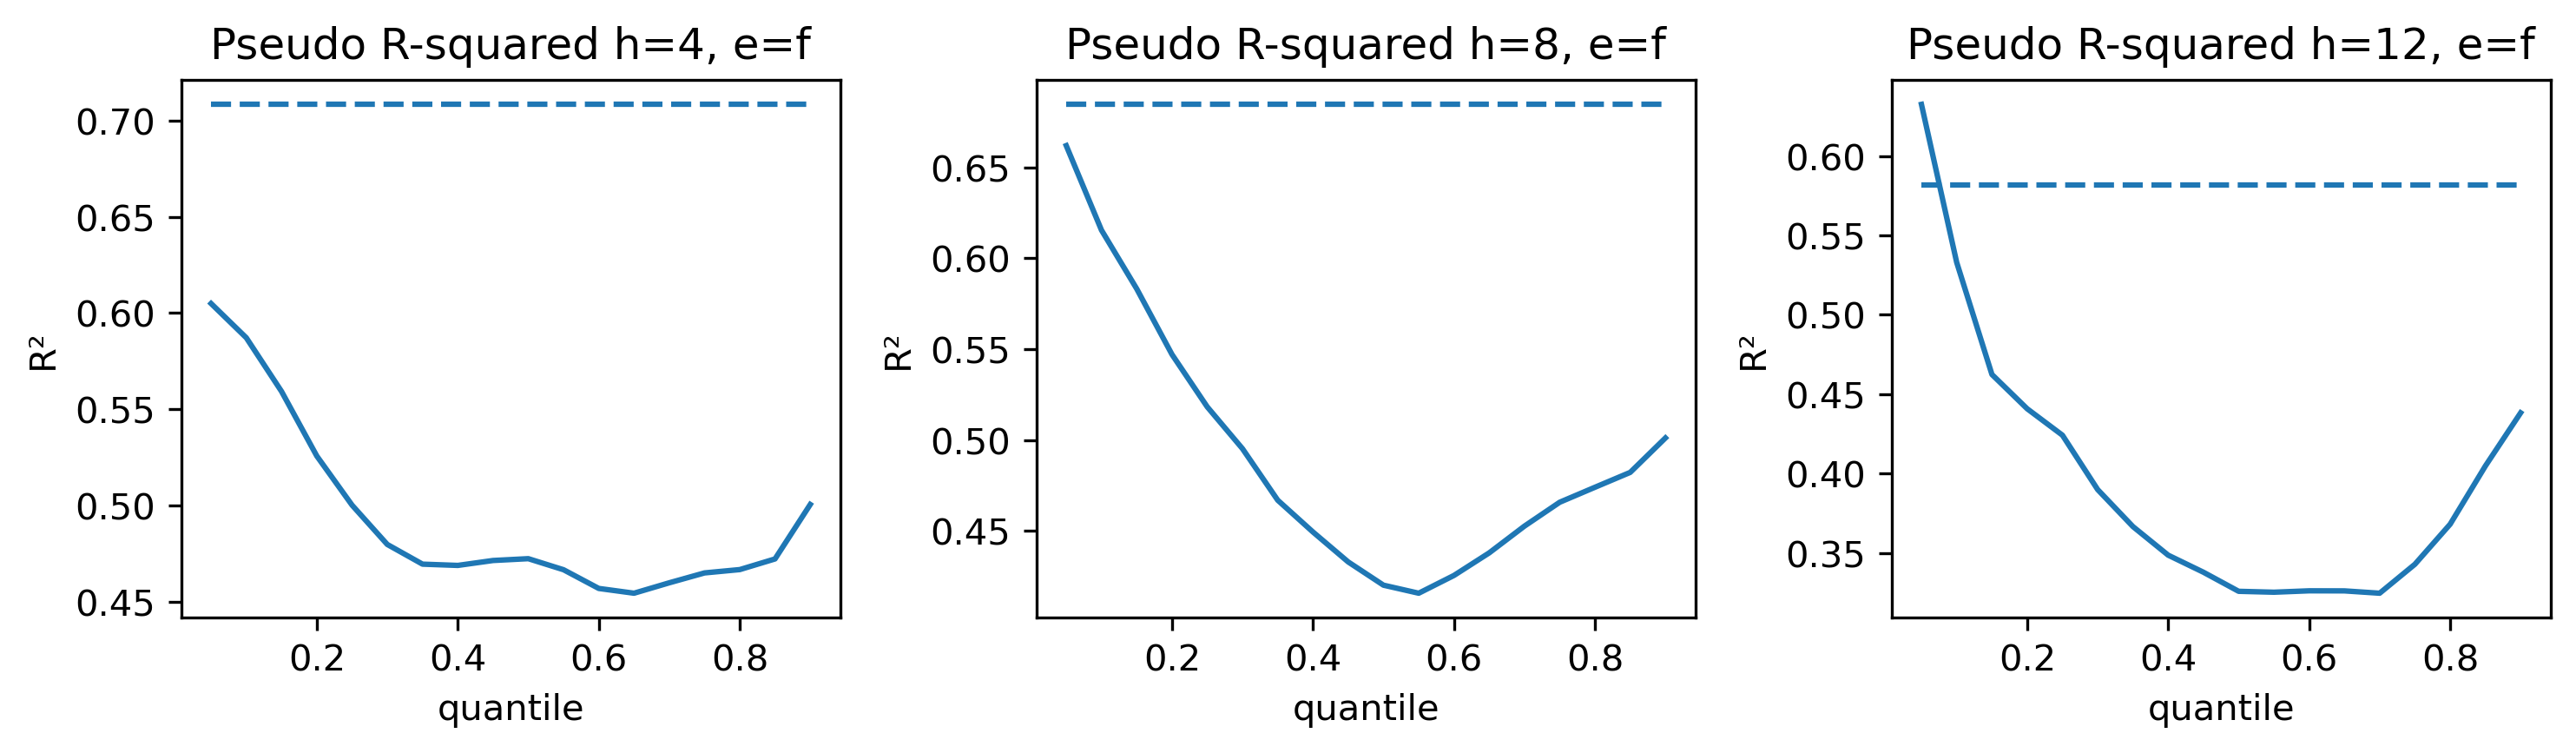 Pseudo R-squared h=4, e=f
R²
0.70
0.65
0.60
0.55
0.50
0.45
0.2 0.4 0.6 0.8
quantile
Pseudo R-squared h=8, e=f
R²
0.65
0.60
0.55
0.50
0.45
0.2 0.4 0.6 0.8
quantile
Pseudo R-squared h=12, e=f
R²
0.60
0.55
0.50
0.45
0.40
0.35
0.2 0.4 0.6 0.8
quantile